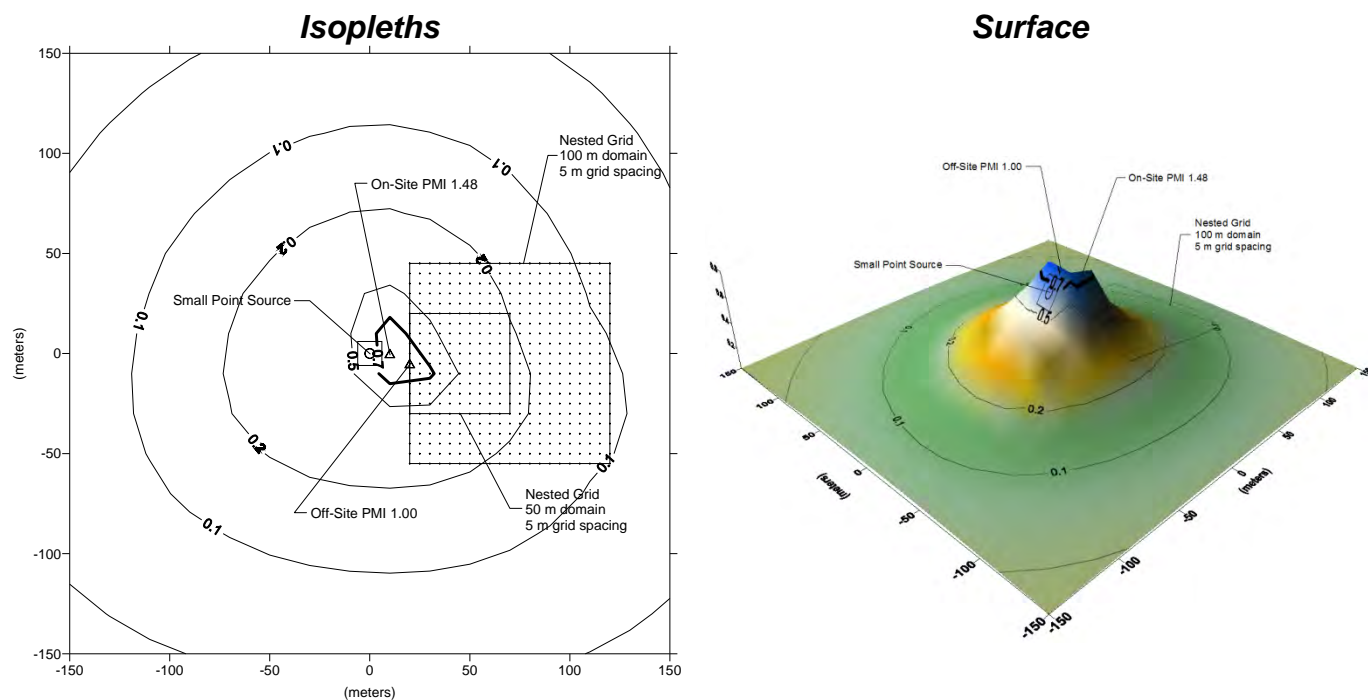 Isopleths
Surface
150
100
50
0
-50
-100
-150
-150
-100
-50
0
50
100
150
(meters)
(meters)
Nested Grid
100 m domain
5 m grid spacing
On-Site PMI 1.48
Small Point Source
Off-Site PMI 1.00
Nested Grid
50 m domain
5 m grid spacing
0.1
0.1
0.1
0.1
0.1
0.2
0.2
0.2
0.5
0.7
Off-Site PMI 1.00
On-Site PMI 1.48
Nested Grid
100 m domain
5 m grid spacing
Small Point Source
0.7
0.5
0.2
0.1
0.1
150
100
50
0
-50
-100
-150
-150
-100
-50
0
50
100
(meters)
(meters)